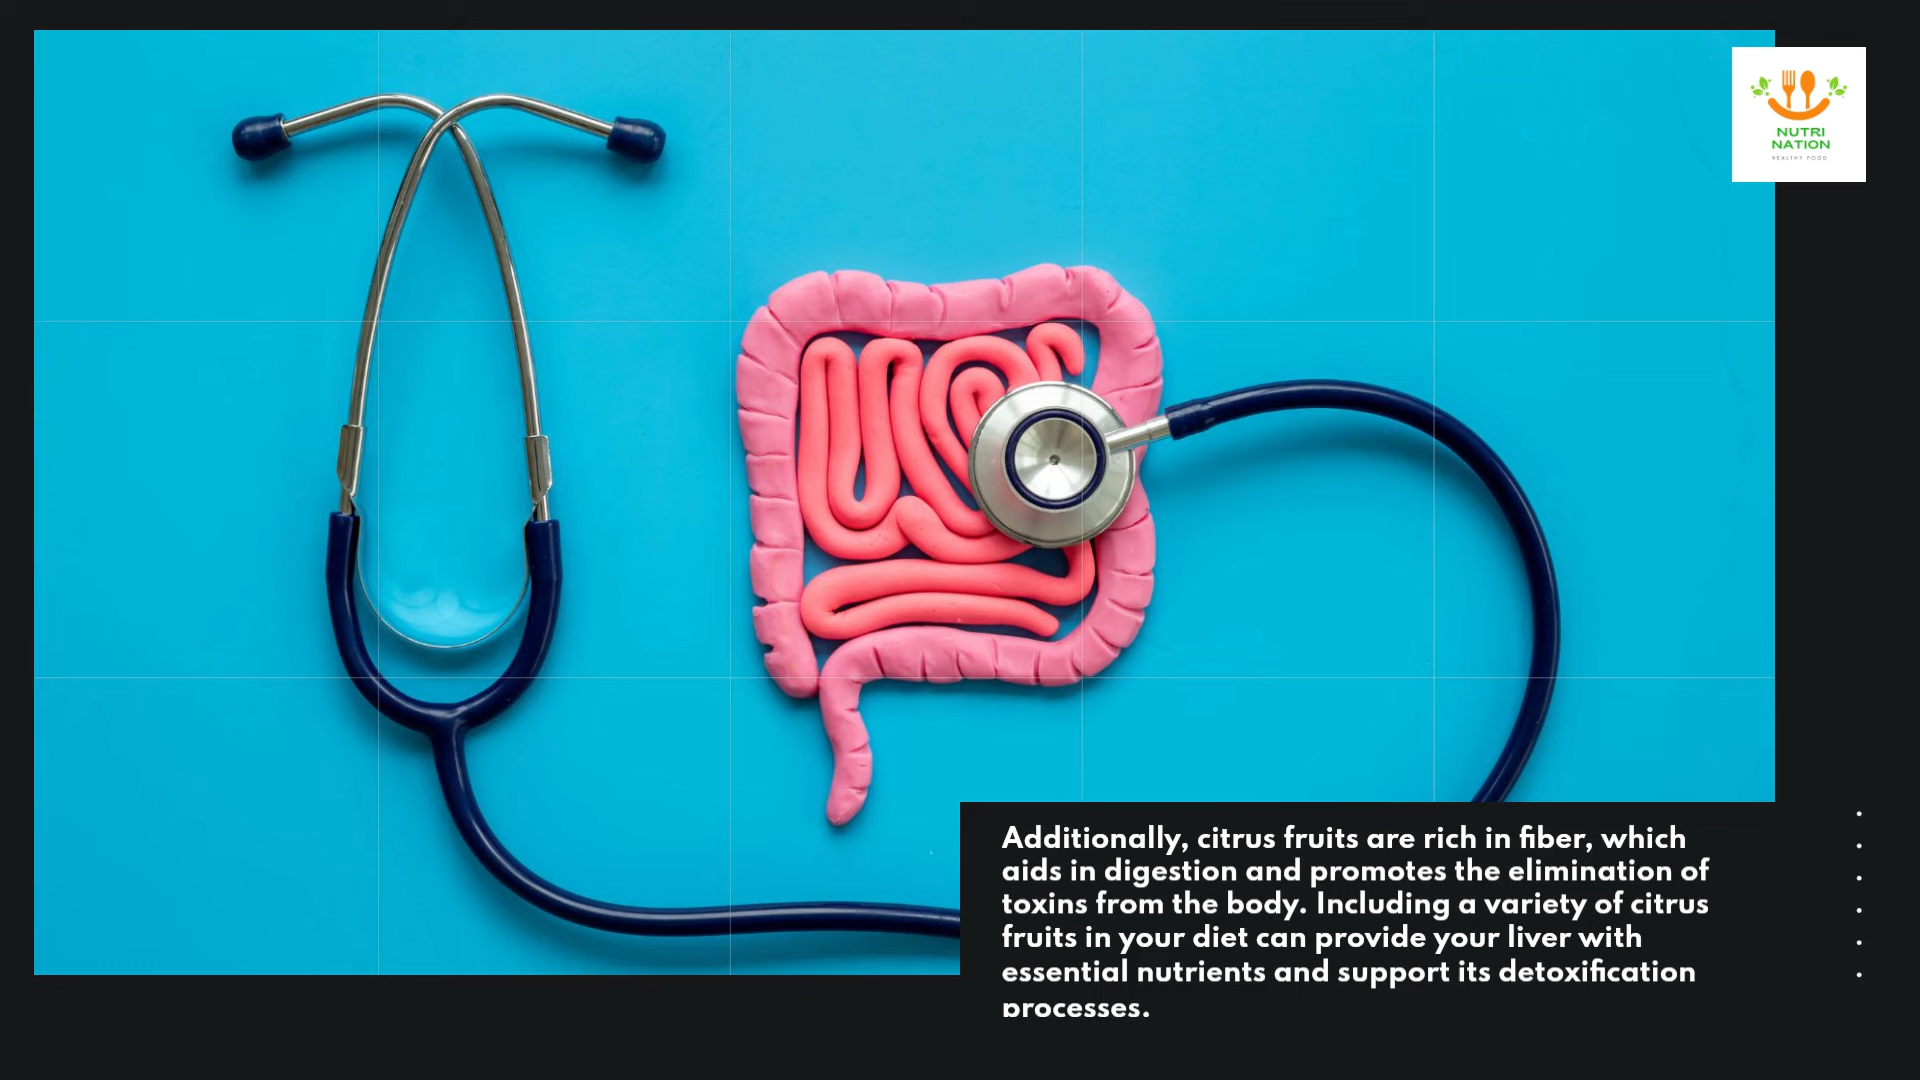 NUTRI
NATION
HEALTHY FOOD
Additionally, citrus fruits are rich in fiber, which
aids in digestion and promotes the elimination of
toxins from the body. Including a variety of citrus
fruits in your diet can provide your liver with
essential nutrients and support its detoxification
processes.